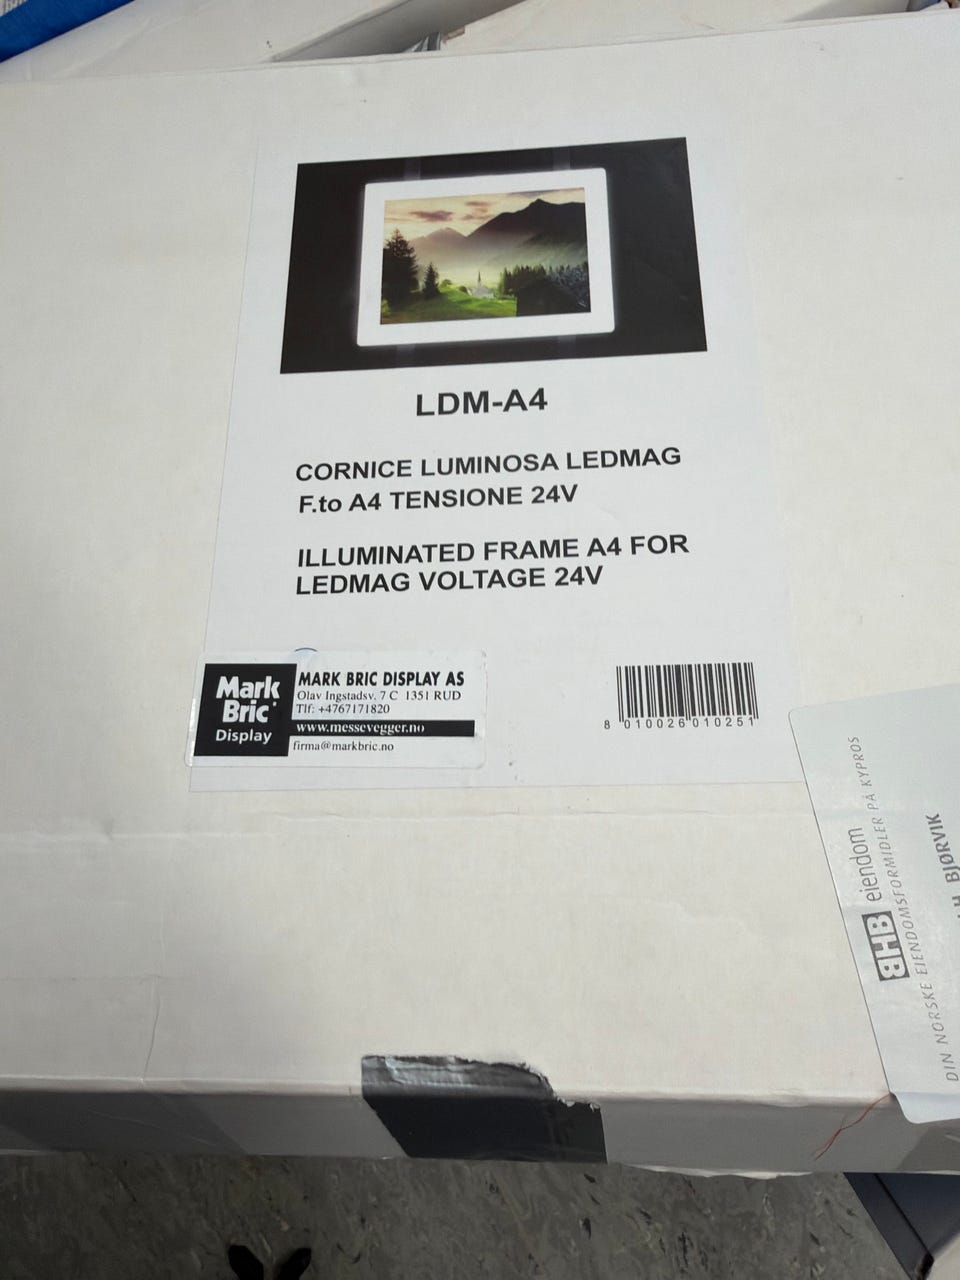 LDM-A4
CORNICE LUMINOSA LEDMAG
F.to A4 TENSIONE 24V
ILLUMINATED FRAME A4 FOR
LEDMAG VOLTAGE 24V
Mark
Bric
Display
MARK BRIC DISPLAY AS
Olav Ingstadsv. 7 C 1351 RUD
Tlf: +4767171820
www.messevegger.no
firma@markbric.no
8 010026 010251
BHB eiendom
DIN NORSKE EIENDOMSFORMIDLER PÅ KYPROS
BJØRVIK